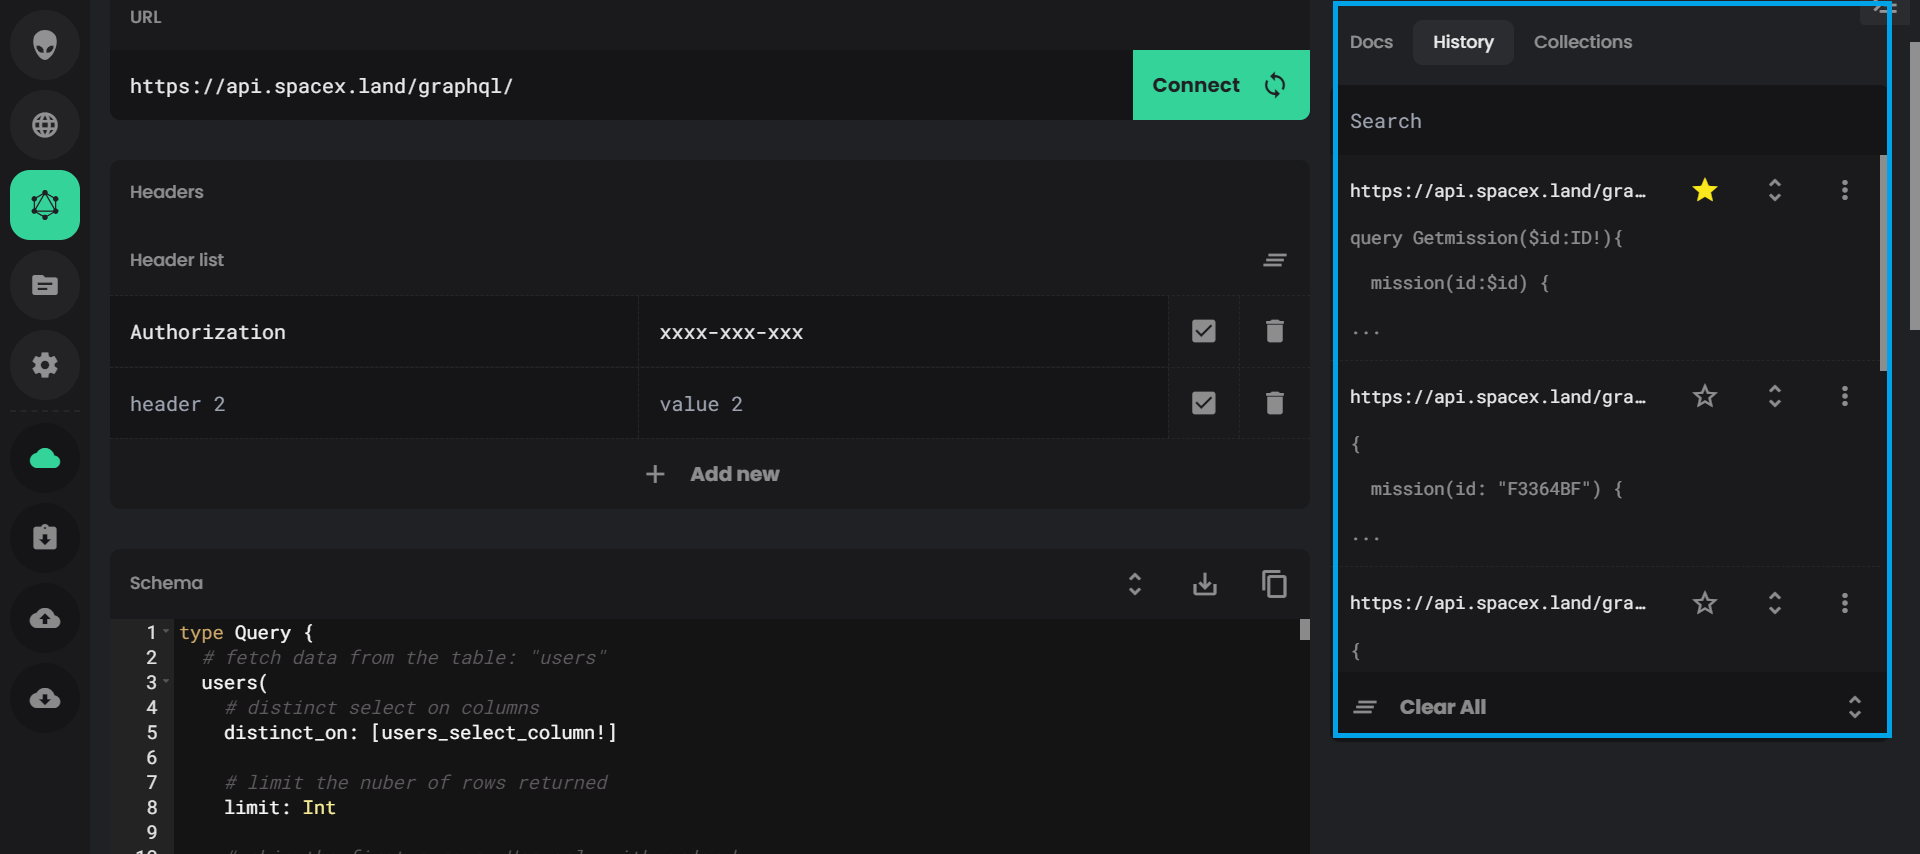 URL
https://api.spacex.land/graphql/
Connect
Headers
Header list
Authorization
xxxx-xxx-xxx
header 2
value 2
Add new
Schema
1 type Query {
2 # fetch data from the table: "users"
3 users(
4 # distinct select on columns
5 distinct_on: [users_select_column!]
6
7 # limit the nuber of rows returned
8 limit: Int
9
Docs
History
Collections
Search
https://api.spacex.land/gra…
query Getmission($id:ID!){
mission(id:$id) {
...
https://api.spacex.land/gra…
{
mission(id: "F3364BF") {
...
https://api.spacex.land/gra…
{
Clear All